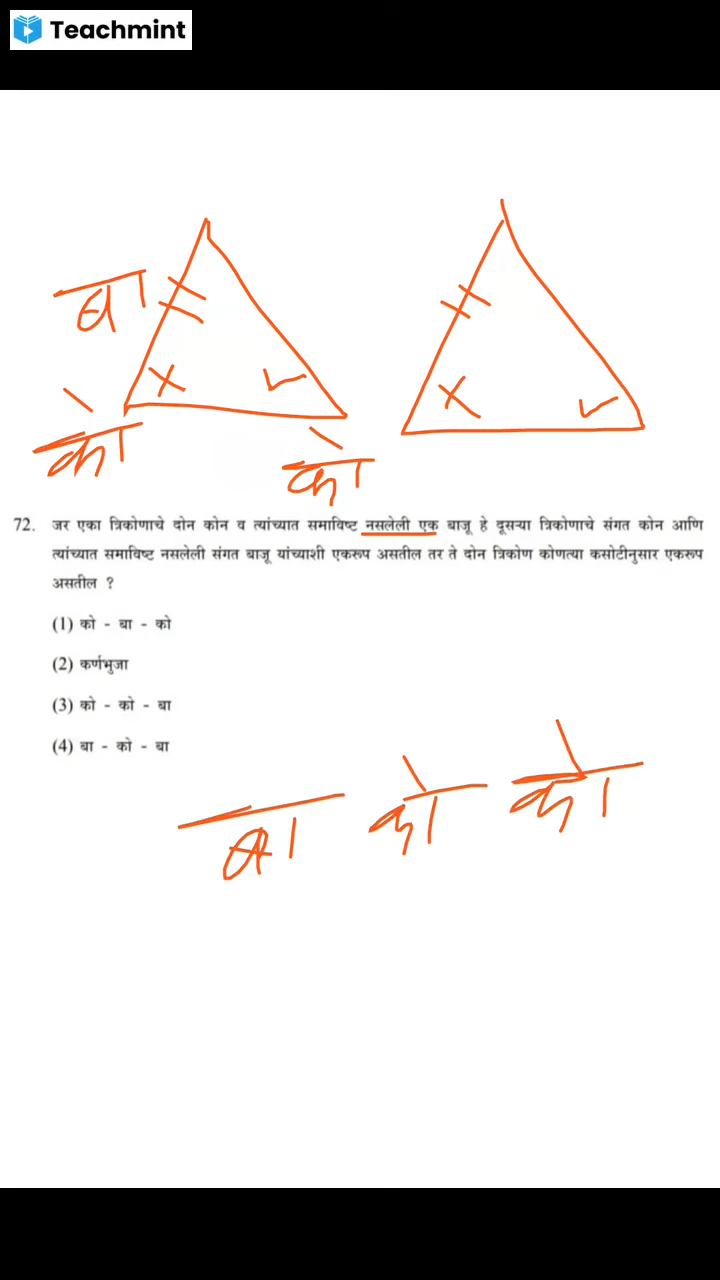 Teachmint
बा
को
को
72. जर एका त्रिकोणाचे दोन कोन व त्यांच्यात समाविष्ट नसलेली एक बाजू हे दूसऱ्या त्रिकोणाचे संगत कोन आणि
त्यांच्यात समाविष्ट नसलेली संगत बाजू यांच्याशी एकरूप असतील तर ते दोन त्रिकोण कोणत्या कसोटीनुसार एकरूप
असतील ?
(1) को - बा - को
(2) कर्णभुजा
(3) को - को - बा
(4) बा - को - बा
बा को को